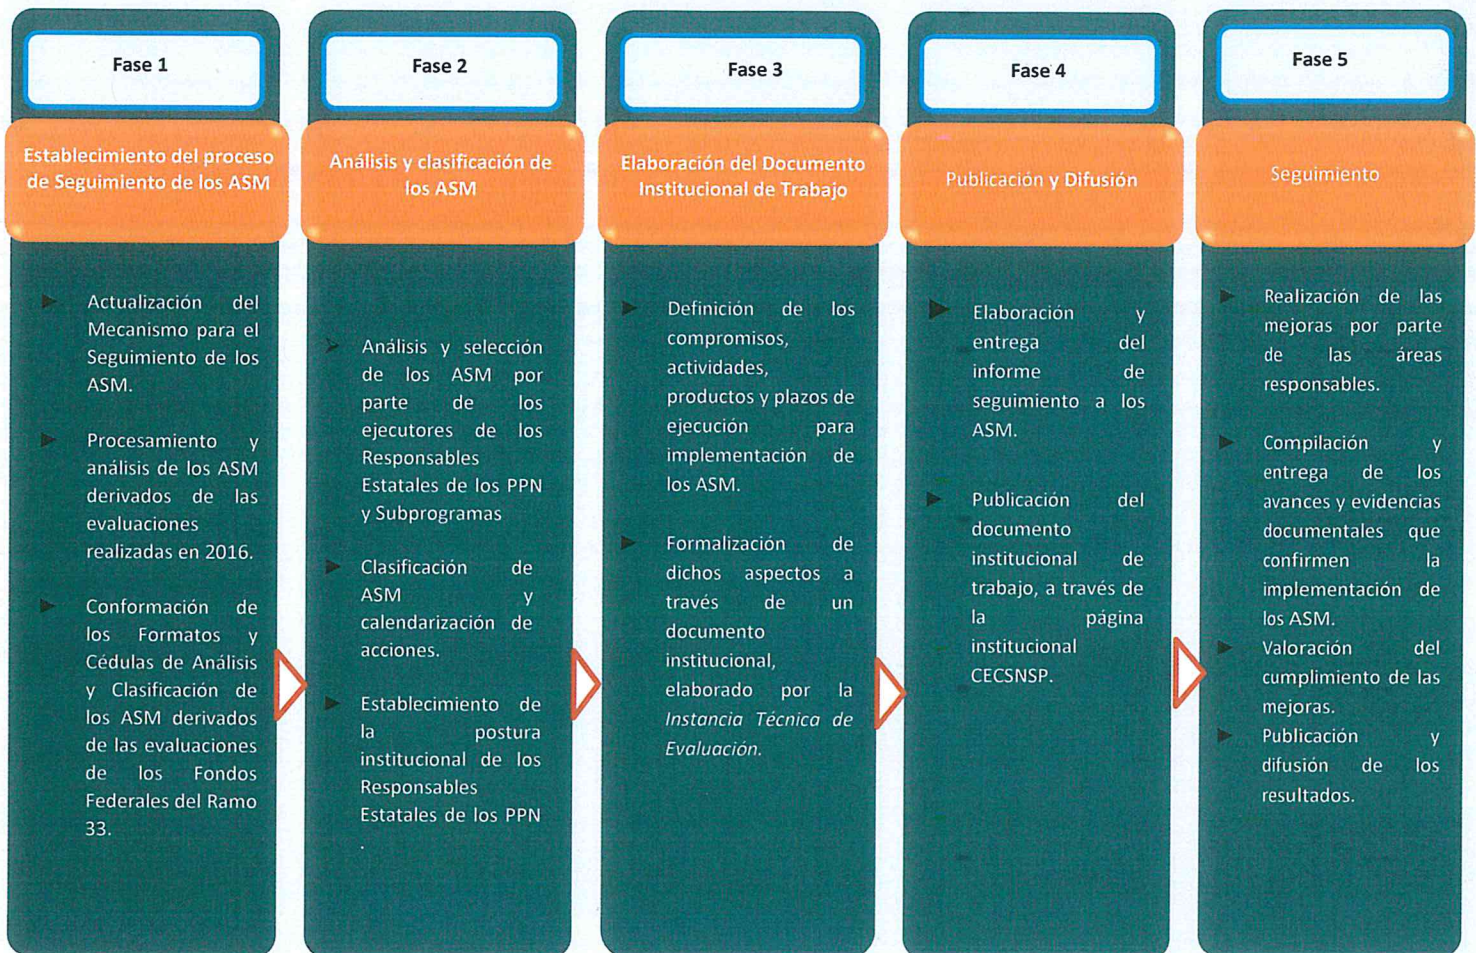 Fase 1
Establecimiento del proceso
de Seguimiento de los ASM
Actualización del
Mecanismo para el
Seguimiento de los
ASM.
Procesamiento y
análisis de los ASM
derivados de las
evaluaciones
realizadas en 2016.
Conformación de
los Formatos y
Cédulas de Análisis
y Clasificación de
los ASM derivados
de las evaluaciones
de los Fondos
Federales del Ramo
33.
Fase 2
Análisis y clasificación de
los ASM
Análisis y selección
de los ASM por
parte de los
ejecutores de los
Responsables
Estatales de los PPN
y Subprogramas
Clasificación de
ASM y
calendarización de
acciones.
Establecimiento de
la postura
institucional de los
Responsables
Estatales de los PPN
.
Fase 3
Elaboración del Documento
Institucional de Trabajo
Definición de los
compromisos,
actividades,
productos y plazos de
ejecución para
implementación de
los ASM.
Formalización de
dichos aspectos a
través de un
documento
institucional,
elaborado por la
Instancia Técnica de
Evaluación.
Fase 4
Publicación y Difusión
Elaboración y
entrega del
informe de
seguimiento a los
ASM.
Publicación del
documento
institucional de
trabajo, a través de
la página
institucional
CECSNSP.
Fase 5
Seguimiento
Realización de las
mejoras por parte
de las áreas
responsables.
Compilación y
entrega de los
avances y evidencias
documentales que
confirmen la
implementación de
los ASM.
Valoración del
cumplimiento de las
mejoras.
Publicación y
difusión de los
resultados.